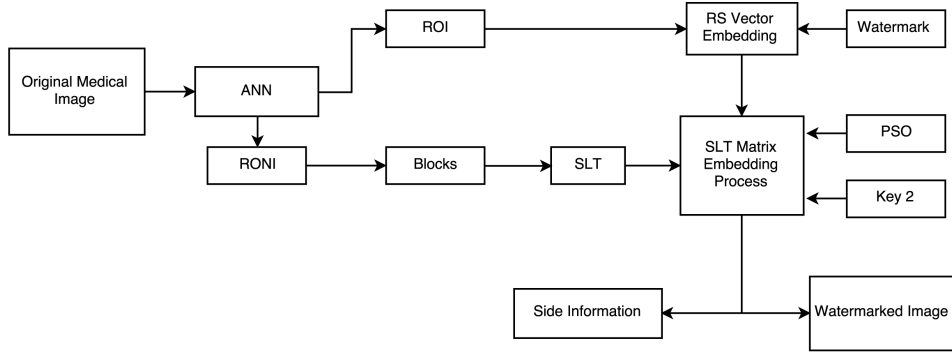 ROI
RS Vector
Embedding
Watermark
Original Medical
Image
ANN
PSO
SLT Matrix
Embedding
Process
RONI
Blocks
SLT
Key 2
Side Information
Watermarked Image